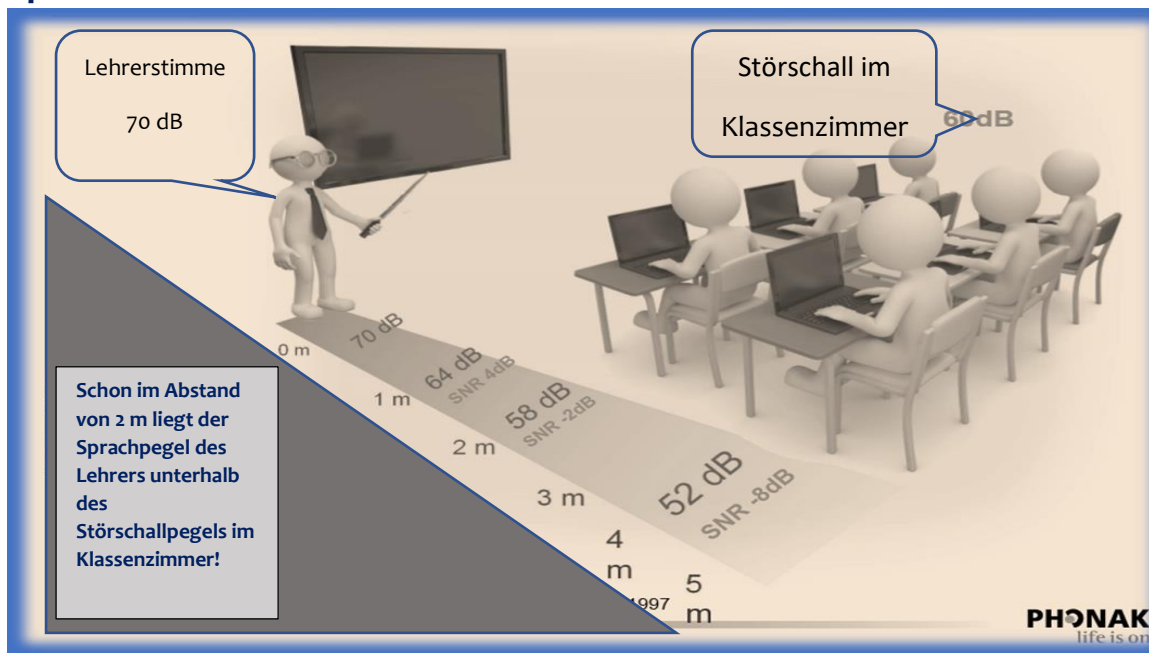 Lehrerstimme
70 dB
Störschall im
Klassenzimmer
60dB
0 m
70 dB
1 m
64 dB
SNR 4dB
2 m
58 dB
SNR -2dB
3 m
52 dB
SNR -8dB
4
m
5
m
Schon im Abstand
von 2 m liegt der
Sprachpegel des
Lehrers unterhalb
des
Störschallpegels im
Klassenzimmer!
1997
PHONAK
life is on